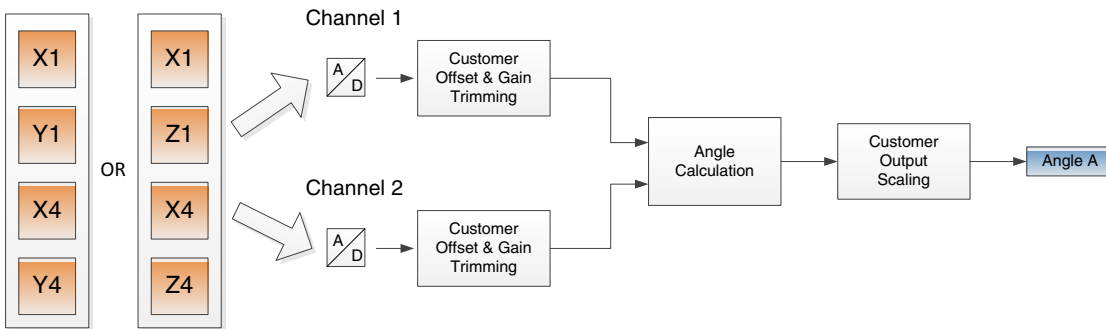 X1
Y1
X4
Y4
OR
X1
Z1
X4
Z4
Channel 1
A
D
Customer
Offset & Gain
Trimming
Channel 2
A
D
Customer
Offset & Gain
Trimming
Angle
Calculation
Customer
Output
Scaling
Angle A